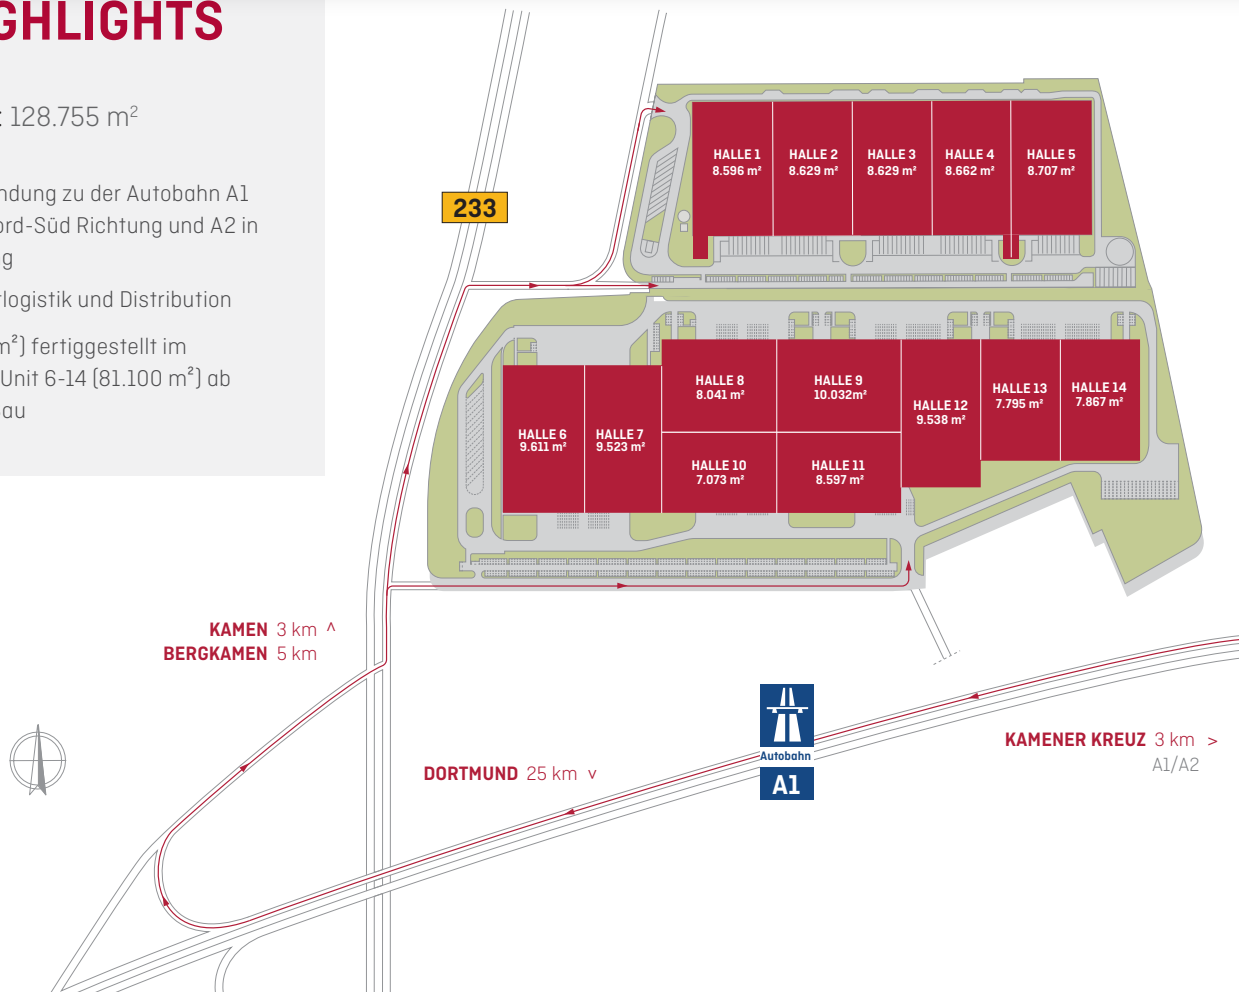 GHLIGHTS
: 128.755 m²
ndung zu der Autobahn A1
ord-Süd Richtung und A2 in
g
rlogistik und Distribution
m²) fertiggestellt im
Unit 6-14 (81.100 m²) ab
Bau
233
HALLE 1
8.596 m²
HALLE 2
8.629 m²
HALLE 3
8.629 m²
HALLE 4
8.662 m²
HALLE 5
8.707 m²
HALLE 6
9.611 m²
HALLE 7
9.523 m²
HALLE 8
8.041 m²
HALLE 9
10.032m²
HALLE 10
7.073 m²
HALLE 11
8.597 m²
HALLE 12
9.538 m²
HALLE 13
7.795 m²
HALLE 14
7.867 m²
KAMEN 3 km ^
BERGKAMEN 5 km
DORTMUND 25 km v
Autobahn
A1
KAMENER KREUZ 3 km >
A1/A2